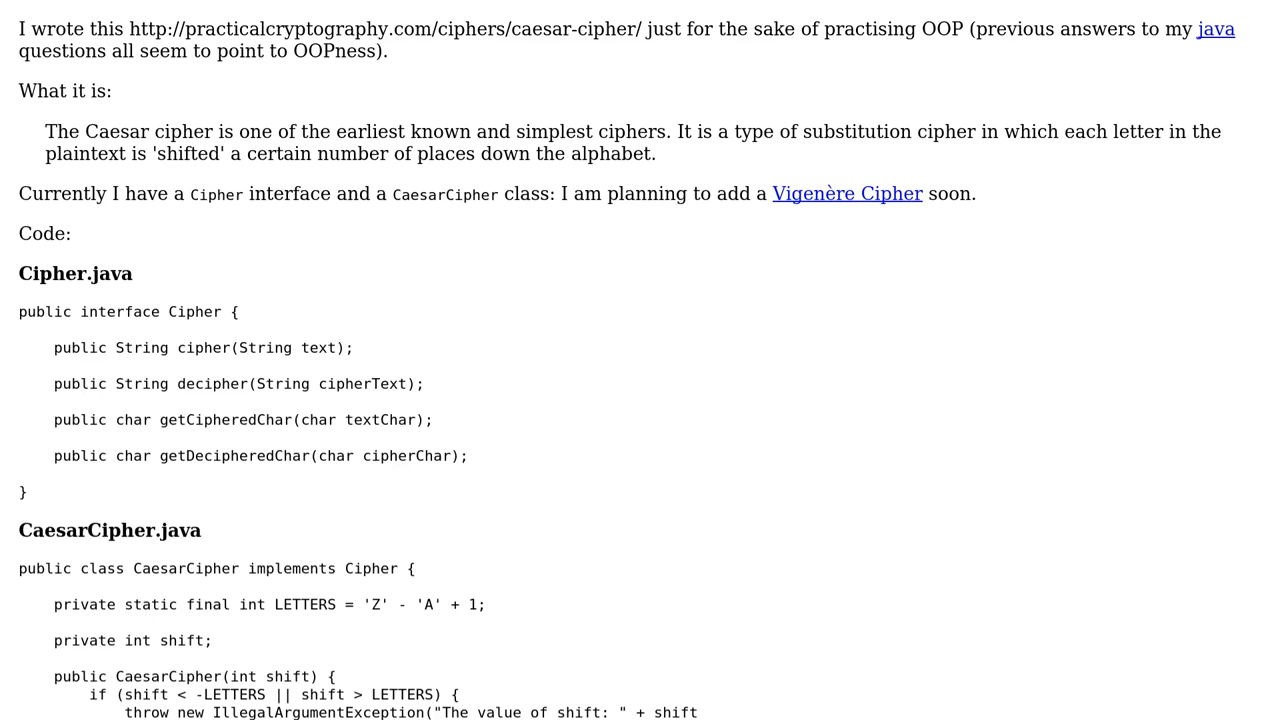 I wrote this http://practicalcryptography.com/ciphers/caesar-cipher/ just for the sake of practising OOP (previous answers to my java
questions all seem to point to OOPness).
What it is:
The Caesar cipher is one of the earliest known and simplest ciphers. It is a type of substitution cipher in which each letter in the
plaintext is 'shifted' a certain number of places down the alphabet.
Currently I have a Cipher interface and a CaesarCipher class: I am planning to add a Vigenère Cipher soon.
Code:
Cipher.java
public interface Cipher {
    public String cipher(String text);
    public String decipher(String cipherText);
    public char getCipheredChar(char textChar);
    public char getDecipheredChar(char cipherChar);
}
CaesarCipher.java
public class CaesarCipher implements Cipher {
    private static final int LETTERS = 'Z' - 'A' + 1;
    private int shift;
    public CaesarCipher(int shift) {
        if (shift < -LETTERS || shift > LETTERS) {
            throw new IllegalArgumentException("The value of shift: " + shift